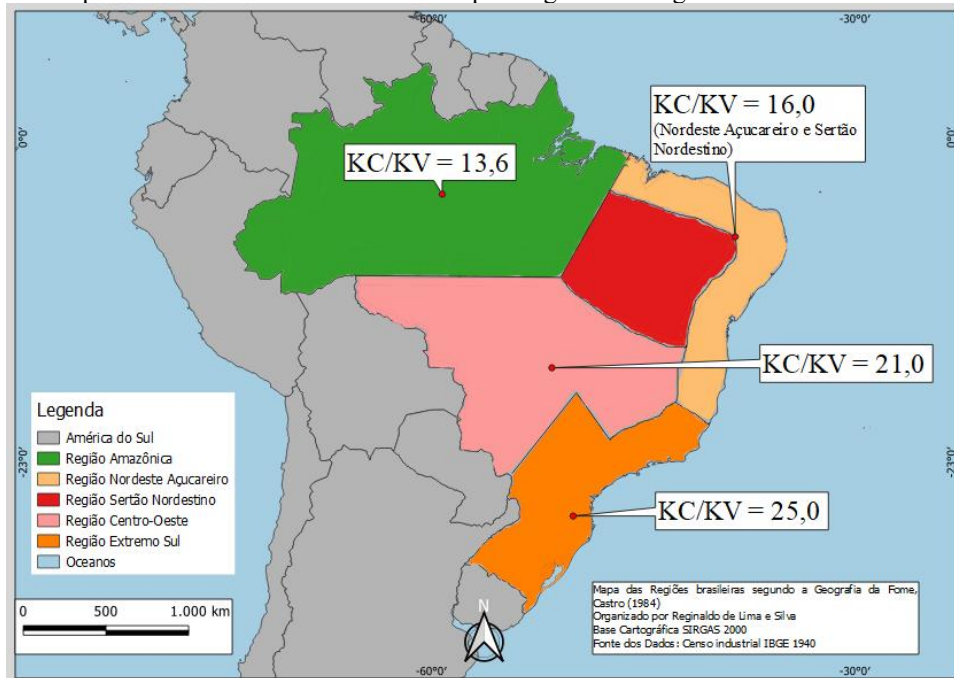 -60°0'
-30°0'
KC/KV = 16,0
(Nordeste Açucareiro e Sertão
Nordestino)
0°0'
0°0'
KC/KV = 13,6
KC/KV = 21,0
Legenda
América do Sul
Região Amazônica
Região Nordeste Açucareiro
Região Sertão Nordestino
Região Centro-Oeste
Região Extremo Sul
Oceanos
-23°0'
-23°0'
KC/KV = 25,0
0 500 1.000 km
N
Mapa das Regiões brasileiras segundo a Geografia da Fome,
Castro (1984)
Organizado por Reginaldo de Lima e Silva
Base Cartográfica SIRGAS 2000
Fonte dos Dados: Censo industrial IBGE 1940
-60°0'
-30°0'